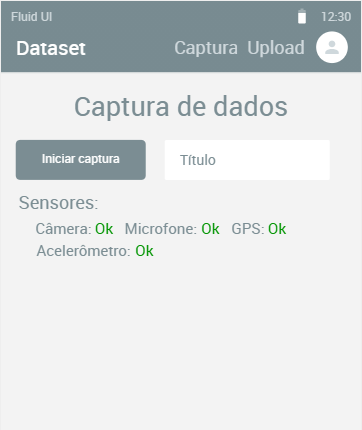 Fluid UI 12:30
Dataset Captura Upload
Captura de dados
Iniciar captura Título
Sensores:
Câmera: Ok Microfone: Ok GPS: Ok
Acelerômetro: Ok